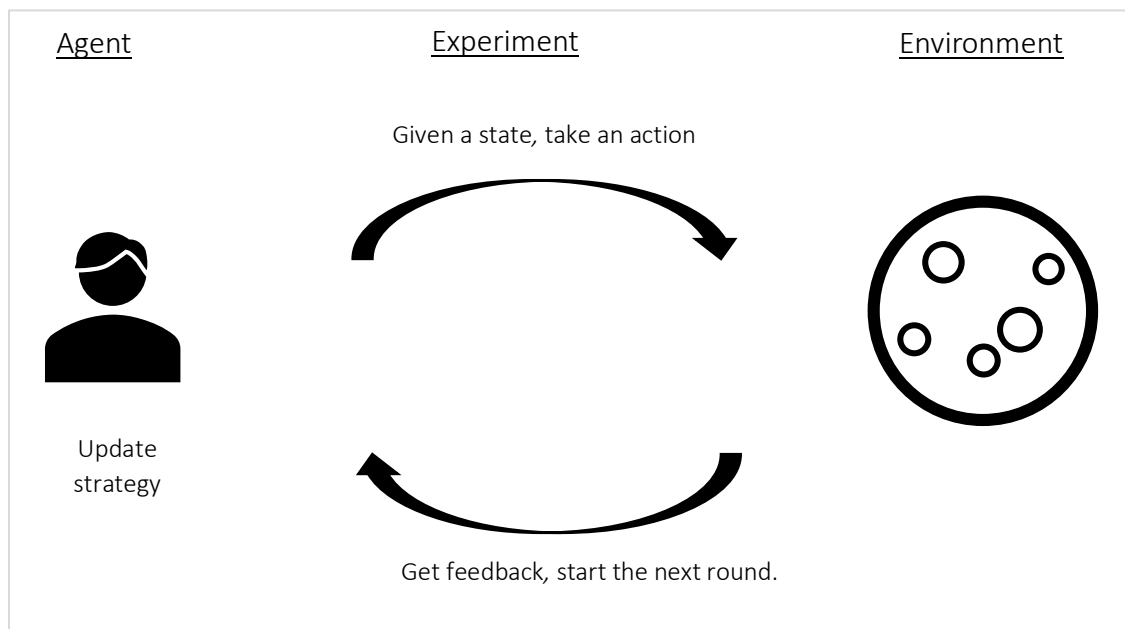 Agent
Experiment
Environment
Given a state, take an action
Update
strategy
Get feedback, start the next round.